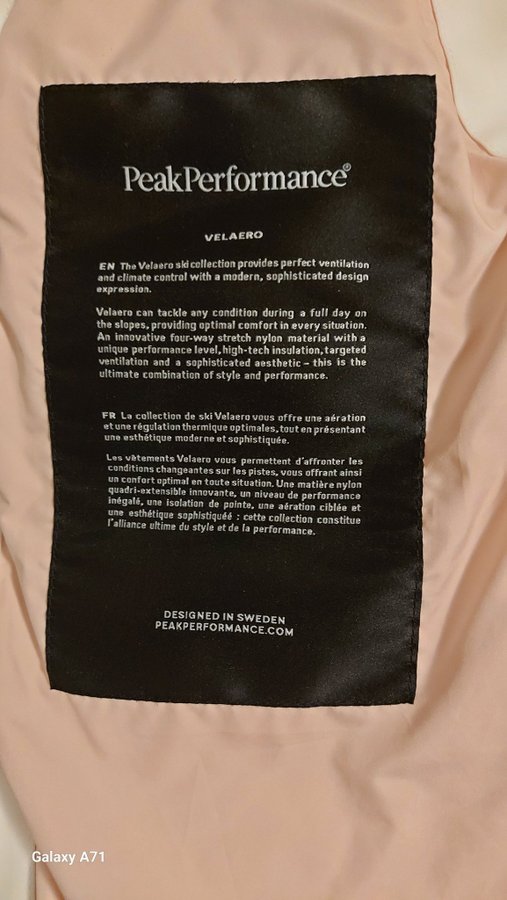 PeakPerformance®
VELAERO
EN The Velaero ski collection provides perfect ventilation
and climate control with a modern, sophisticated design
expression.
Velaero can tackle any condition during a full day on
the slopes, providing optimal comfort in every situation.
An innovative four-way stretch nylon material with a
unique performance level, high-tech insulation, targeted
ventilation and a sophisticated aesthetic – this is the
ultimate combination of style and performance.
FR La collection de ski Velaero vous offre une aération
et une régulation thermique optimales, tout en présentant
une esthétique moderne et sophistiquée.
Les vêtements Velaero vous permettent d'affronter les
conditions changeantes sur les pistes, vous offrant ainsi
un confort optimal en toute situation. Une matière nylon
quadri-extensible innovante, un niveau de performance
inégalé, une isolation de pointe, une aération ciblée et
une esthétique sophistiquée : cette collection constitue
l'alliance ultime du style et de la performance.
DESIGNED IN SWEDEN
PEAKPERFORMANCE.COM
Galaxy A71